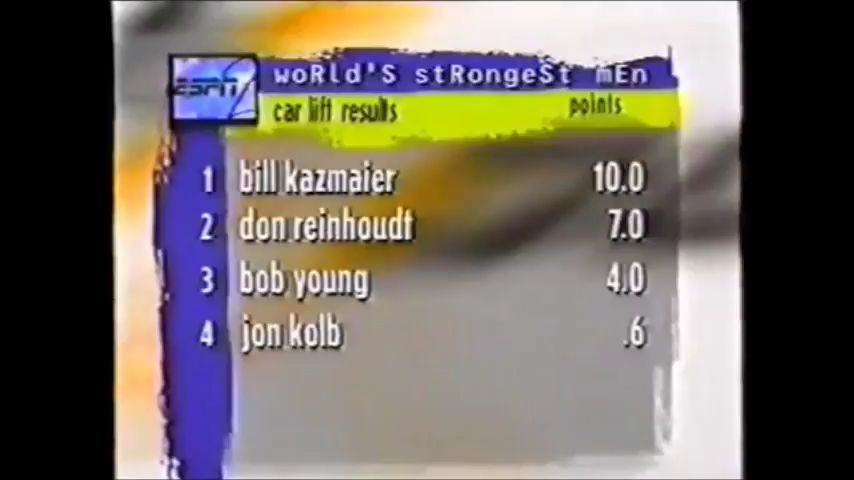 ESPN2
woRld'S stRongeSt mEn
car lift results points
1 bill kazmaier 10.0
2 don reinhoudt 7.0
3 bob young 4.0
4 jon kolb .6